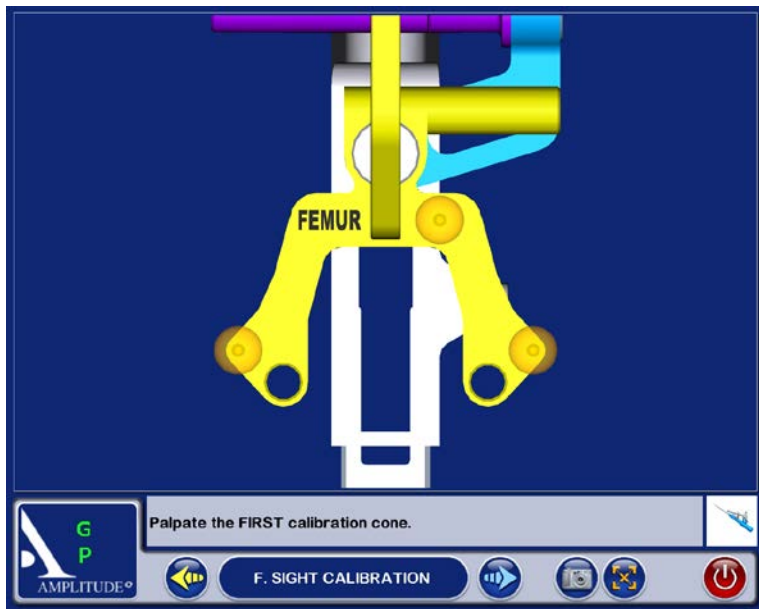 FEMUR
Palpate the FIRST calibration cone.
G
P
AMPLITUDE
F. SIGHT CALIBRATION